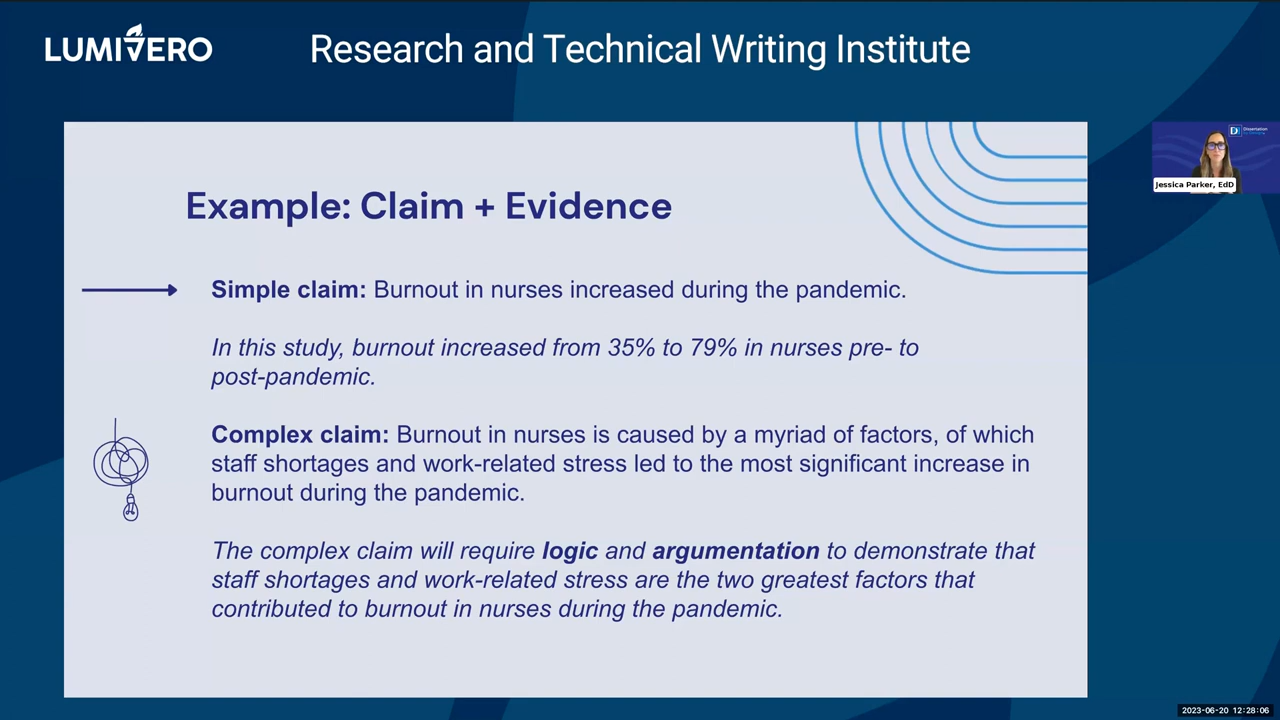 LUMIVERO
Research and Technical Writing Institute
Example: Claim + Evidence
Simple claim: Burnout in nurses increased during the pandemic.
In this study, burnout increased from 35% to 79% in nurses pre- to
post-pandemic.
Complex claim: Burnout in nurses is caused by a myriad of factors, of which
staff shortages and work-related stress led to the most significant increase in
burnout during the pandemic.
The complex claim will require logic and argumentation to demonstrate that
staff shortages and work-related stress are the two greatest factors that
contributed to burnout in nurses during the pandemic.
Dissertation
Jessica Parker, EdD
2023-06-20 12:28:06